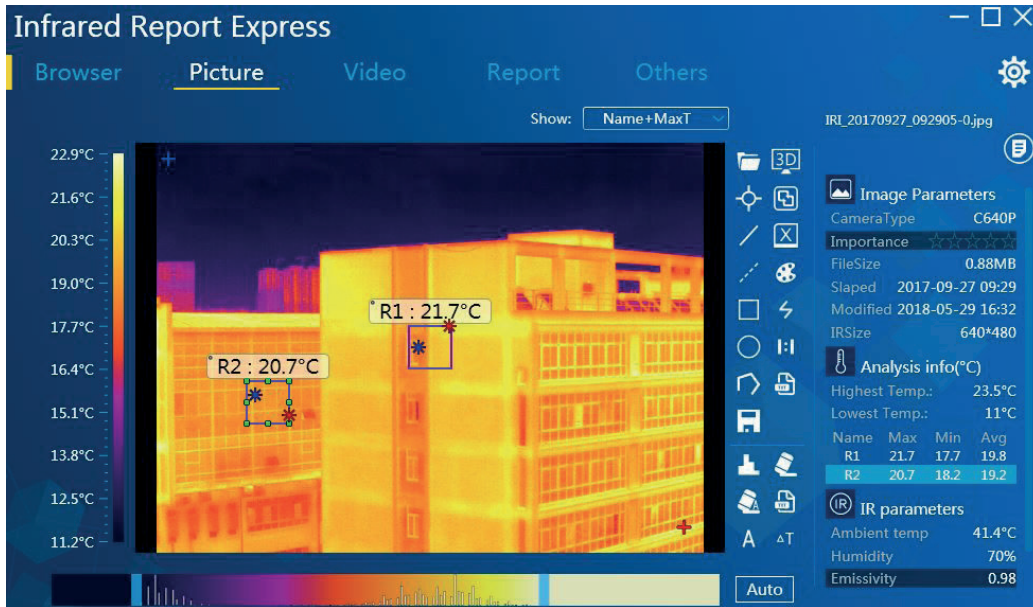 Infrared Report Express
Browser Picture Video Report Others
Show: Name+MaxT
IRI_20170927_092905-0.jpg
22.9°C
21.6°C
20.3°C
19.0°C
17.7°C
16.4°C
15.1°C
13.8°C
12.5°C
11.2°C
R1 : 21.7°C
R2 : 20.7°C
3D
X
1:1
A ΔT
Auto
Image Parameters
CameraType C640P
Importance
FileSize 0.88MB
Slaped 2017-09-27 09:29
Modified 2018-05-29 16:32
IRSize 640*480
Analysis info(°C)
Highest Temp.: 23.5°C
Lowest Temp.: 11°C
Name Max Min Avg
R1 21.7 17.7 19.8
R2 20.7 18.2 19.2
IR IR parameters
Ambient temp 41.4°C
Humidity 70%
Emissivity 0.98